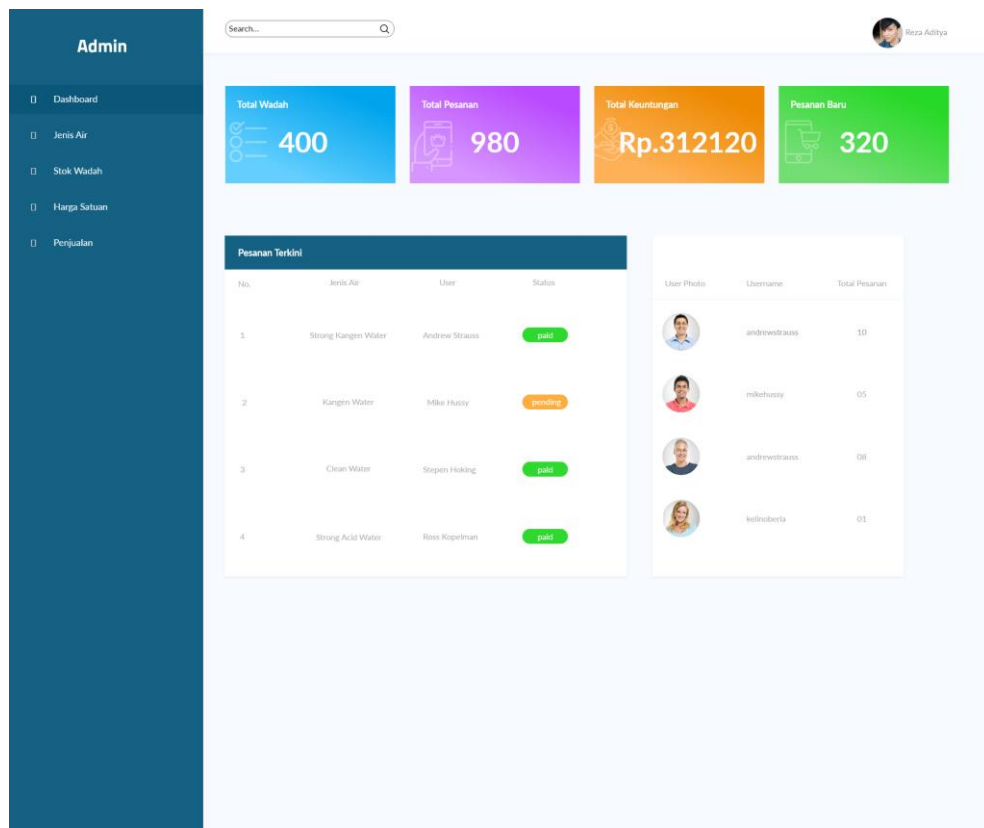 Admin
Dashboard
Jenis Air
Stok Wadah
Harga Satuan
Penjualan
Search...
Reza Aditya
Total Wadah
400
Total Pesanan
980
Total Keuntungan
Rp.312120
Pesanan Baru
320
Pesanan Terkini
No. Jenis Air User Status
1 Strong Kangen Water Andrew Strauss paid
2 Kangen Water Mike Hussy pending
3 Clean Water Stepen Hoking paid
4 Strong Acid Water Ross Kopelman paid
User Photo Username Total Pesanan
andrewstrauss 10
mikehussy 05
andrewstrauss 08
kelinoberla 01